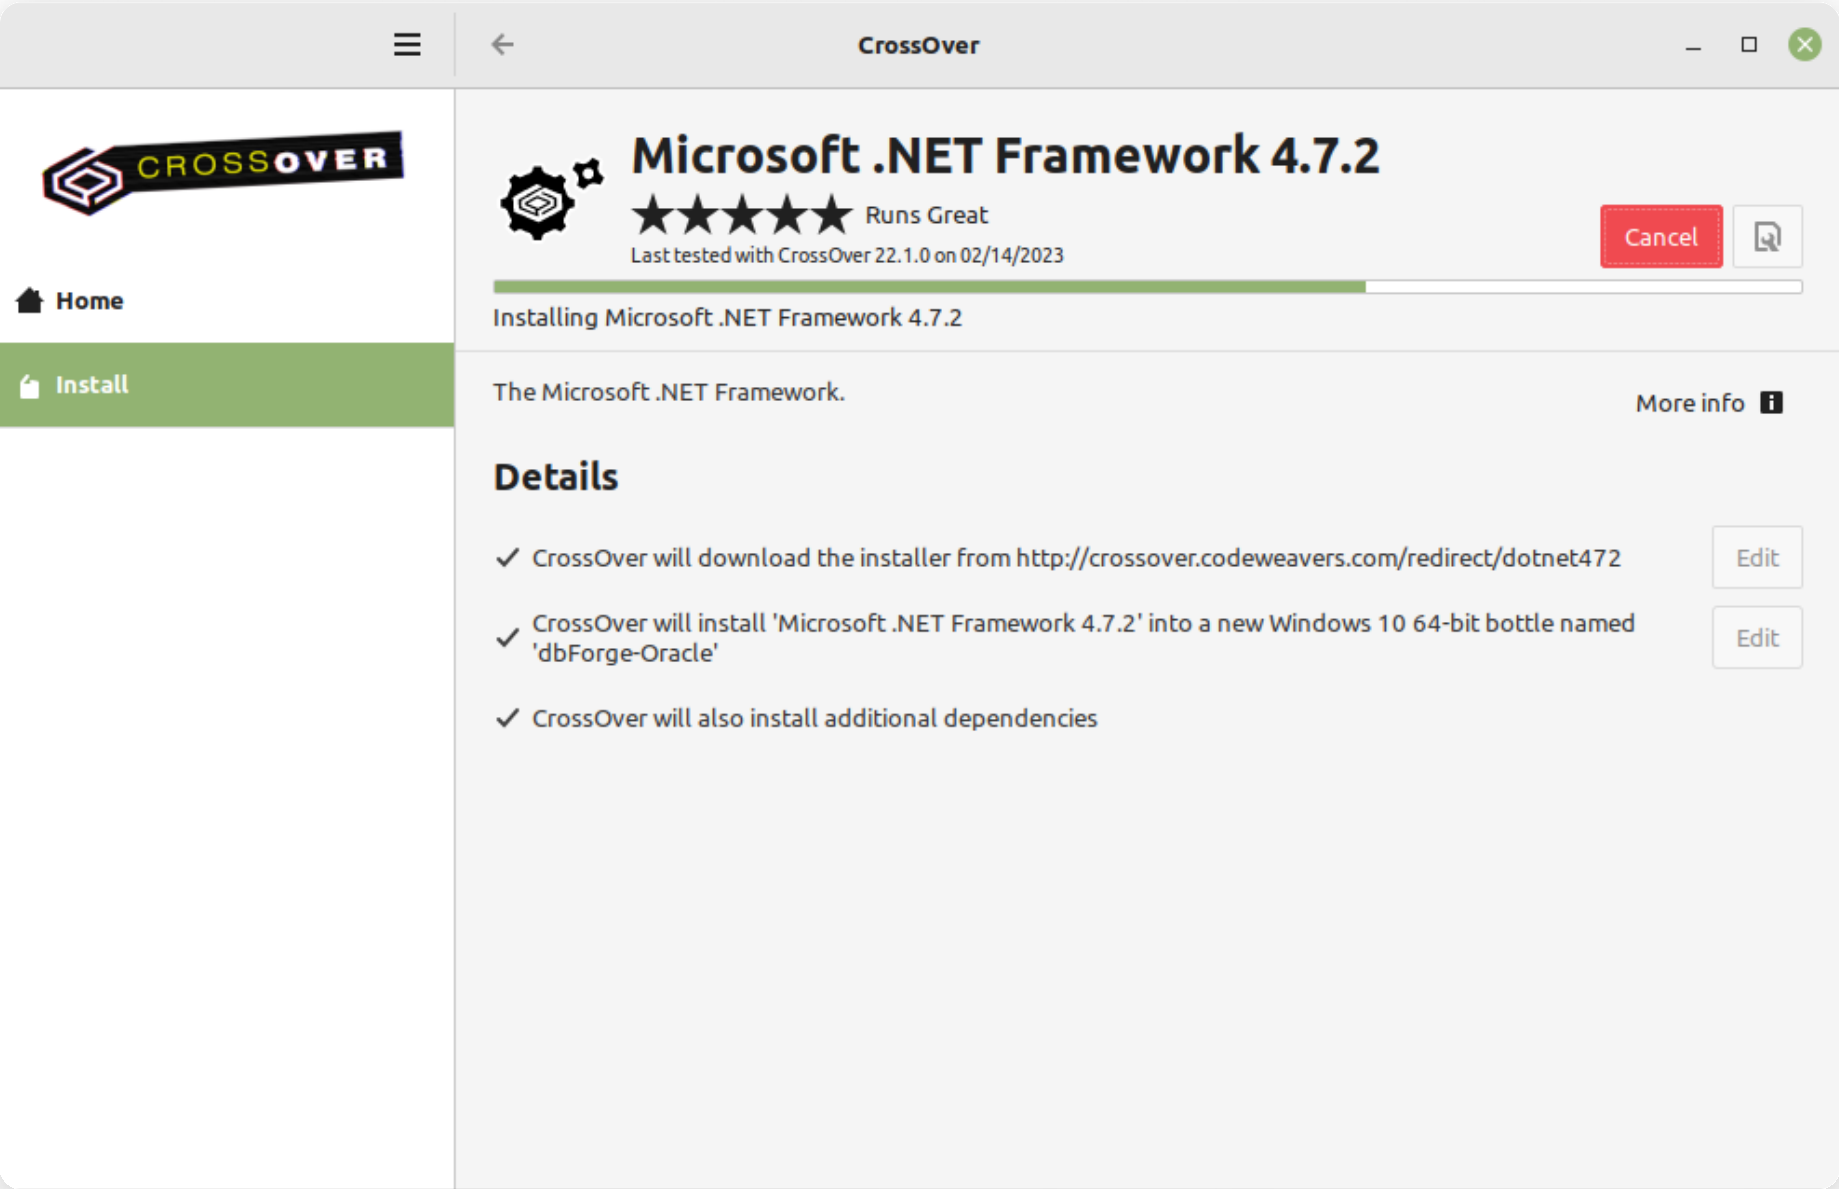 CrossOver
CROSSOVER
Home
Install
Microsoft .NET Framework 4.7.2
Runs Great
Last tested with CrossOver 22.1.0 on 02/14/2023
Cancel
Installing Microsoft .NET Framework 4.7.2
The Microsoft .NET Framework.
More info
Details
CrossOver will download the installer from http://crossover.codeweavers.com/redirect/dotnet472
Edit
CrossOver will install 'Microsoft .NET Framework 4.7.2' into a new Windows 10 64-bit bottle named
'dbForge-Oracle'
Edit
CrossOver will also install additional dependencies